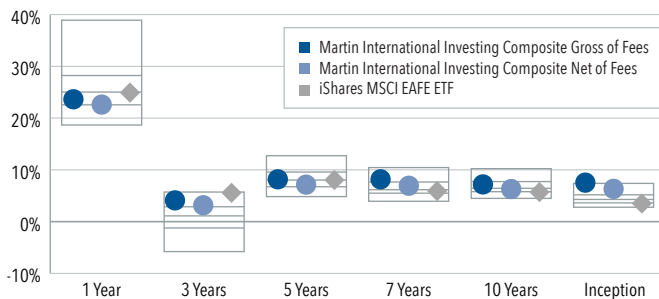 40%
Martin International Investing Composite Gross of Fees
Martin International Investing Composite Net of Fees
iShares MSCI EAFE ETF
30%
20%
10%
0%
-10%
1 Year 3 Years 5 Years 7 Years 10 Years Inception